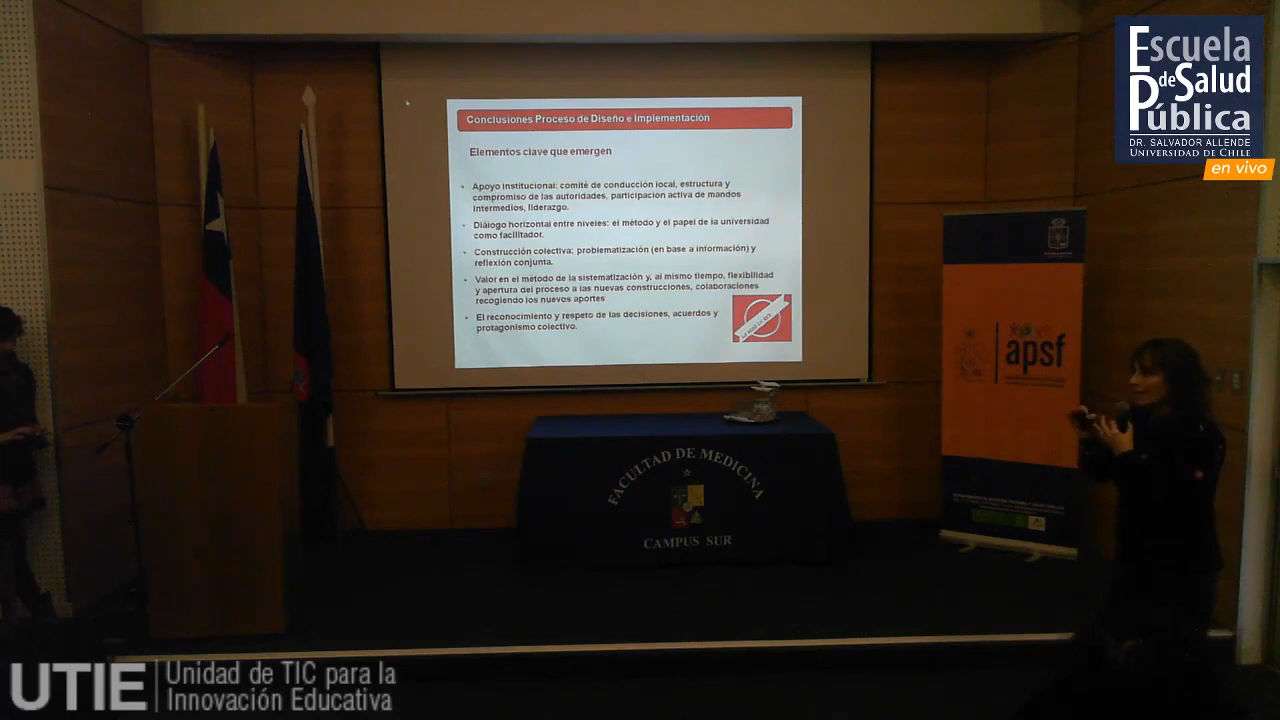 Escuela
de Salud
Pública
DR. SALVADOR ALLENDE
UNIVERSIDAD DE CHILE
en vivo
Conclusiones Proceso de Diseño e Implementación
Elementos clave que emergen
• Apoyo institucional: comité de conducción local, estructura y
compromiso de las autoridades, participación activa de mandos
intermedios, liderazgo.
• Diálogo horizontal entre niveles: el método y el papel de la universidad
como facilitador.
• Construcción colectiva: problematización (en base a información) y
reflexión conjunta.
• Valor en el método de la sistematización y, al mismo tiempo, flexibilidad
y apertura del proceso a las nuevas construcciones, colaboraciones
recogiendo los nuevos aportes
• El reconocimiento y respeto de las decisiones, acuerdos y
protagonismo colectivo.
apsf
FACULTAD DE MEDICINA
CAMPUS SUR
UTIE
Unidad de TIC para la
Innovación Educativa